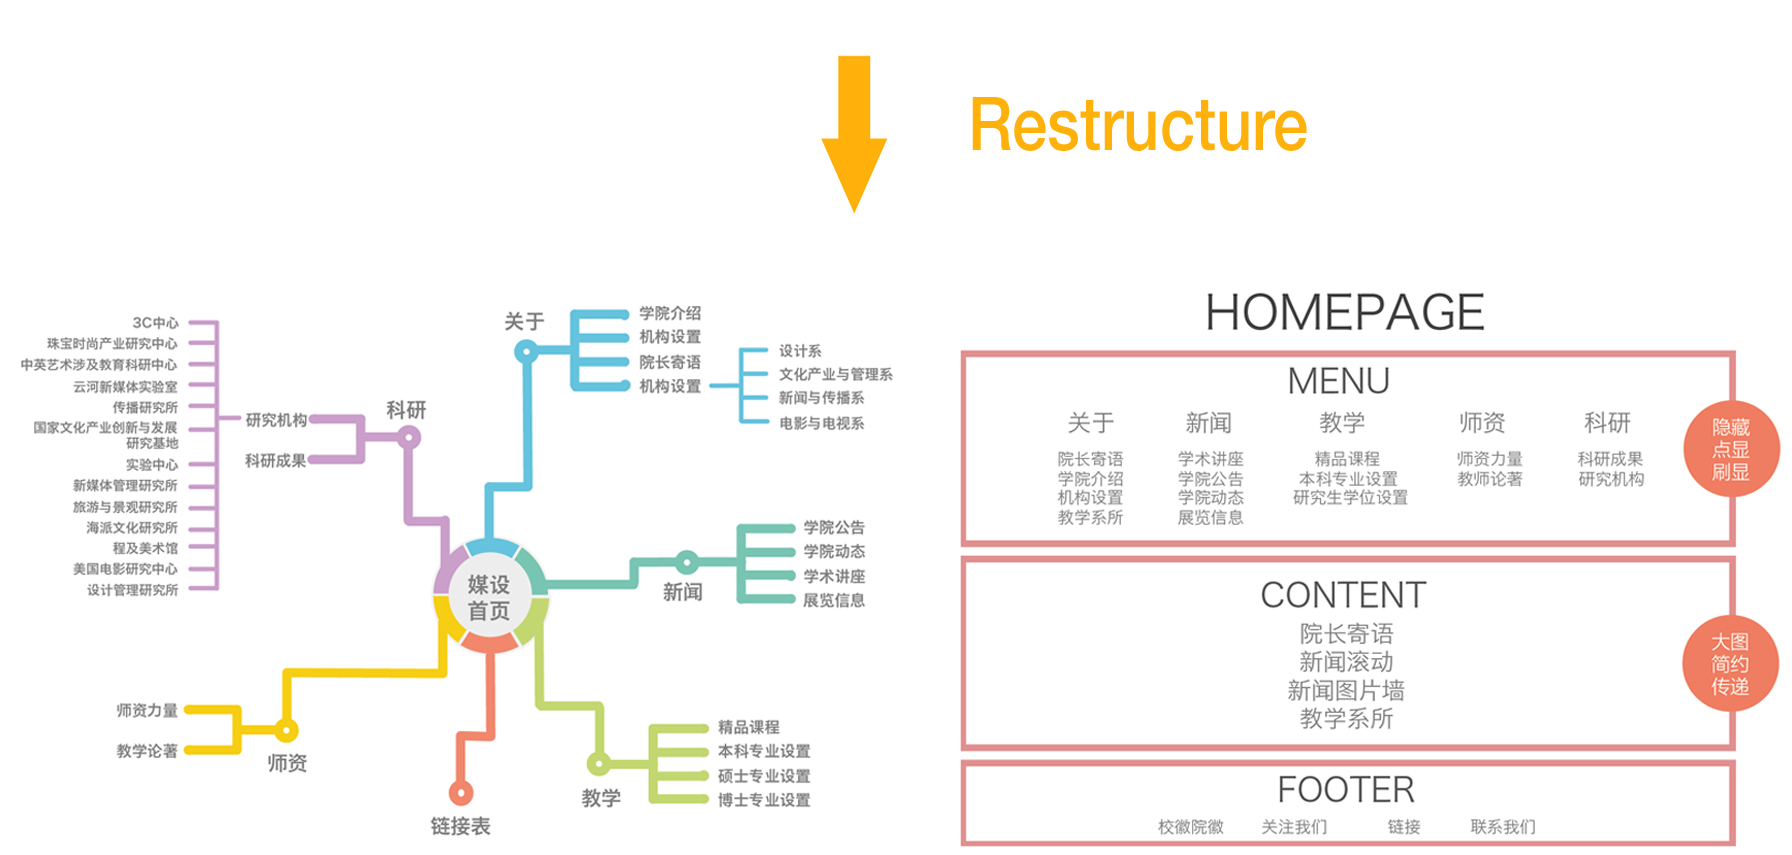 Restructure
3C中心
珠宝时尚产业研究中心
中英艺术涉及教育科研中心
云河新媒体实验室
传播研究所
国家文化产业创新与发展
研究基地
实验中心
新媒体管理研究所
旅游与景观研究所
海派文化研究所
程及美术馆
美国电影研究中心
设计管理研究所
研究机构
科研成果
科研
关于
学院介绍
机构设置
院长寄语
机构设置
设计系
文化产业与管理系
新闻与传播系
电影与电视系
媒设
首页
新闻
学院公告
学院动态
学术讲座
展览信息
师资力量
教学论著
师资
链接表
教学
精品课程
本科专业设置
硕士专业设置
博士专业设置
HOMEPAGE
MENU
关于 新闻 教学 师资 科研
院长寄语 学术讲座 精品课程 师资力量 科研成果
学院介绍 学院公告 本科专业设置 教师论著 研究机构
机构设置 学院动态 研究生学位设置
教学系所 展览信息
隐藏
点显
刷显
CONTENT
院长寄语
新闻滚动
新闻图片墙
教学系所
大图
简约
传递
FOOTER
校徽院徽 关注我们 链接 联系我们